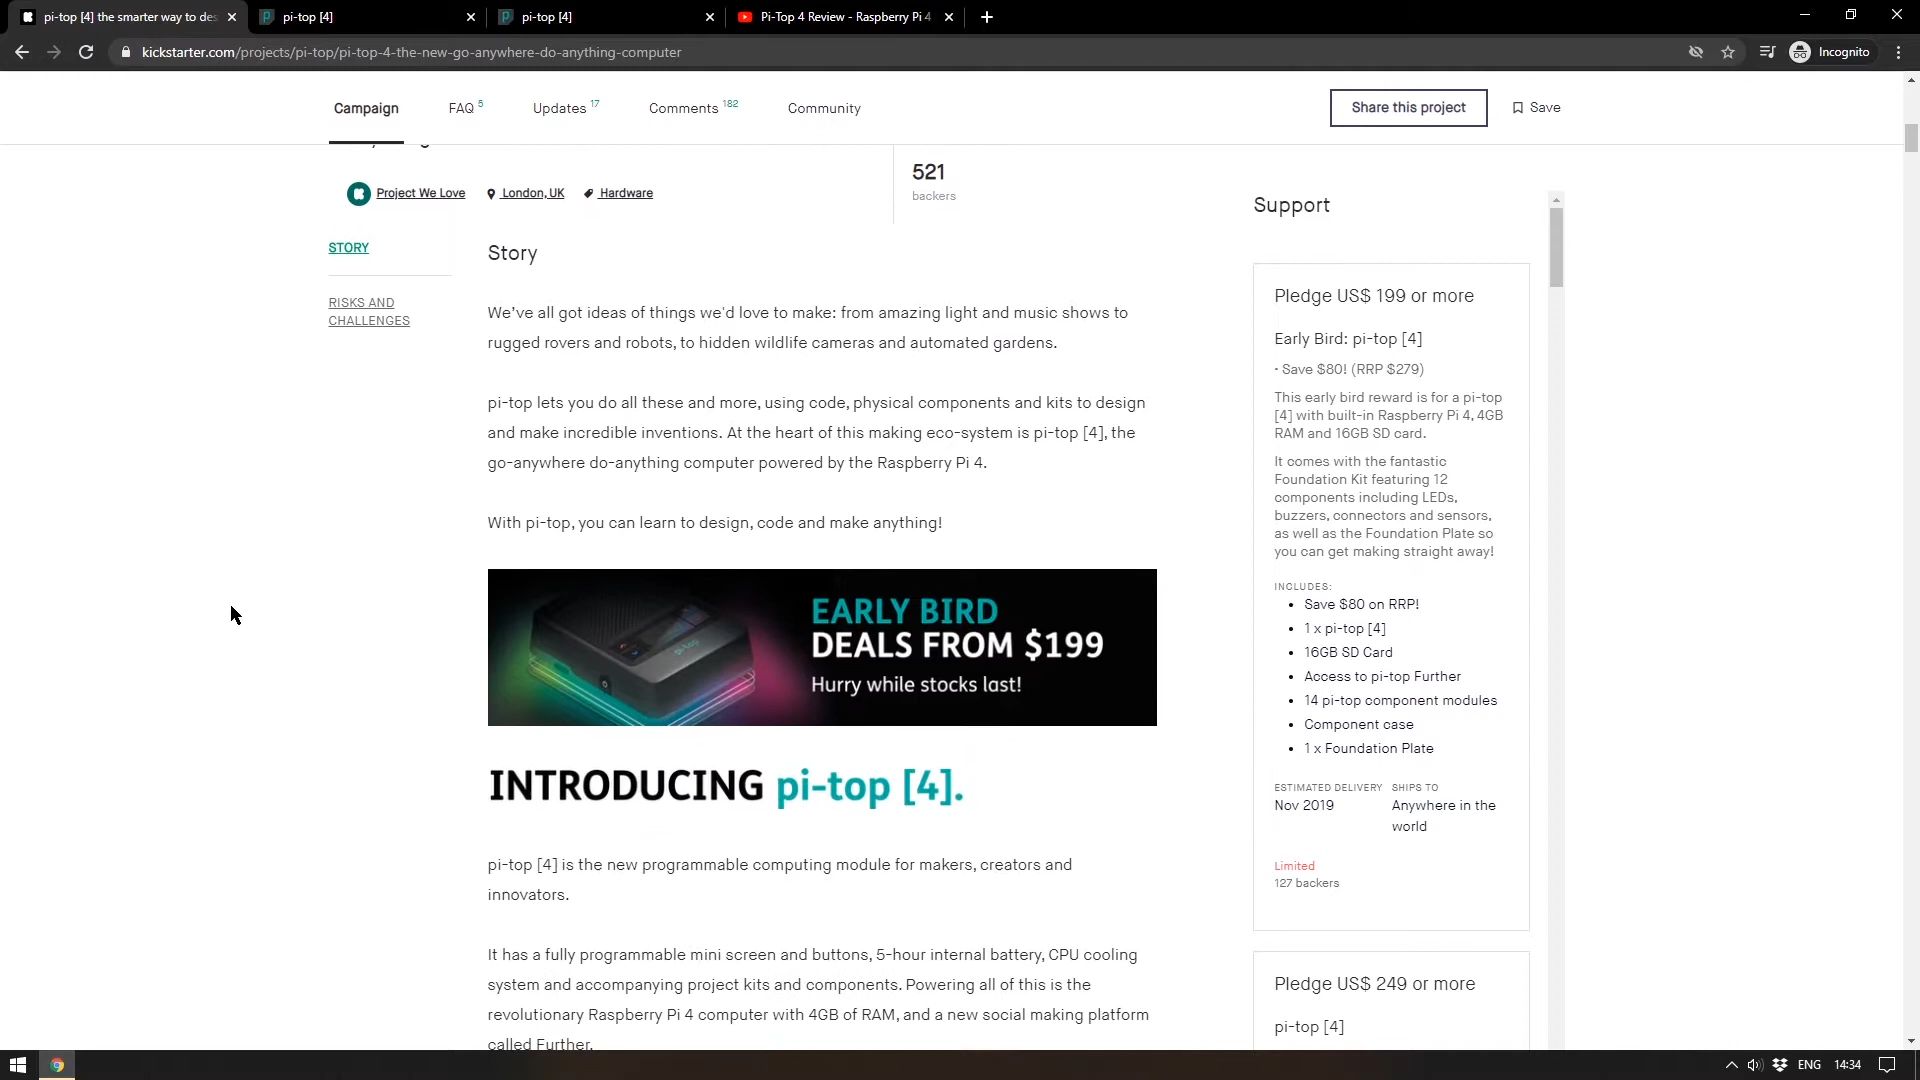 pi-top [4] the smarter way to des
pi-top [4]
pi-top [4]
Pi-Top 4 Review - Raspberry Pi 4
kickstarter.com/projects/pi-top/pi-top-4-the-new-go-anywhere-do-anything-computer
Incognito
Campaign
FAQ 5
Updates 17
Comments 182
Community
Share this project
Save
521
backers
Project We Love
London, UK
Hardware
STORY
RISKS AND
CHALLENGES
Story
We've all got ideas of things we'd love to make: from amazing light and music shows to
rugged rovers and robots, to hidden wildlife cameras and automated gardens.
pi-top lets you do all these and more, using code, physical components and kits to design
and make incredible inventions. At the heart of this making eco-system is pi-top [4], the
go-anywhere do-anything computer powered by the Raspberry Pi 4.
With pi-top, you can learn to design, code and make anything!
pi-top
EARLY BIRD
DEALS FROM $199
Hurry while stocks last!
INTRODUCING pi-top [4].
pi-top [4] is the new programmable computing module for makers, creators and
innovators.
It has a fully programmable mini screen and buttons, 5-hour internal battery, CPU cooling
system and accompanying project kits and components. Powering all of this is the
revolutionary Raspberry Pi 4 computer with 4GB of RAM, and a new social making platform
called Further.
Support
Pledge US$ 199 or more
Early Bird: pi-top [4]
• Save $80! (RRP $279)
This early bird reward is for a pi-top
[4] with built-in Raspberry Pi 4, 4GB
RAM and 16GB SD card.
It comes with the fantastic
Foundation Kit featuring 12
components including LEDs,
buzzers, connectors and sensors,
as well as the Foundation Plate so
you can get making straight away!
INCLUDES:
• Save $80 on RRP!
• 1 x pi-top [4]
• 16GB SD Card
• Access to pi-top Further
• 14 pi-top component modules
• Component case
• 1 x Foundation Plate
ESTIMATED DELIVERY
Nov 2019
SHIPS TO
Anywhere in the
world
Limited
127 backers
Pledge US$ 249 or more
pi-top [4]
ENG
14:34